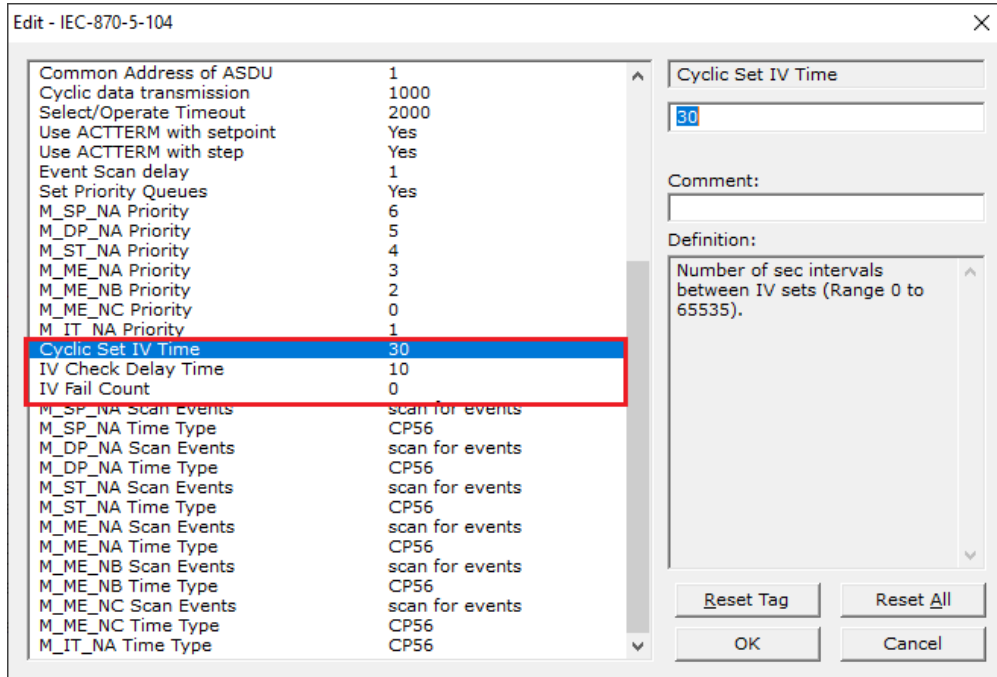 Edit - IEC-870-5-104
Common Address of ASDU 1
Cyclic data transmission 1000
Select/Operate Timeout 2000
Use ACTTERM with setpoint Yes
Use ACTTERM with step Yes
Event Scan delay 1
Set Priority Queues Yes
M_SP_NA Priority 6
M_DP_NA Priority 5
M_ST_NA Priority 4
M_ME_NA Priority 3
M_ME_NB Priority 2
M_ME_NC Priority 0
M_IT_NA Priority 1
Cyclic Set IV Time 30
IV Check Delay Time 10
IV Fail Count 0
M_SP_NA Scan Events scan for events
M_SP_NA Time Type CP56
M_DP_NA Scan Events scan for events
M_DP_NA Time Type CP56
M_ST_NA Scan Events scan for events
M_ST_NA Time Type CP56
M_ME_NA Scan Events scan for events
M_ME_NA Time Type CP56
M_ME_NB Scan Events scan for events
M_ME_NB Time Type CP56
M_ME_NC Scan Events scan for events
M_ME_NC Time Type CP56
M_IT_NA Time Type CP56
Cyclic Set IV Time
30
Comment:
Definition:
Number of sec intervals
between IV sets (Range 0 to
65535).
Reset Tag Reset All
OK Cancel